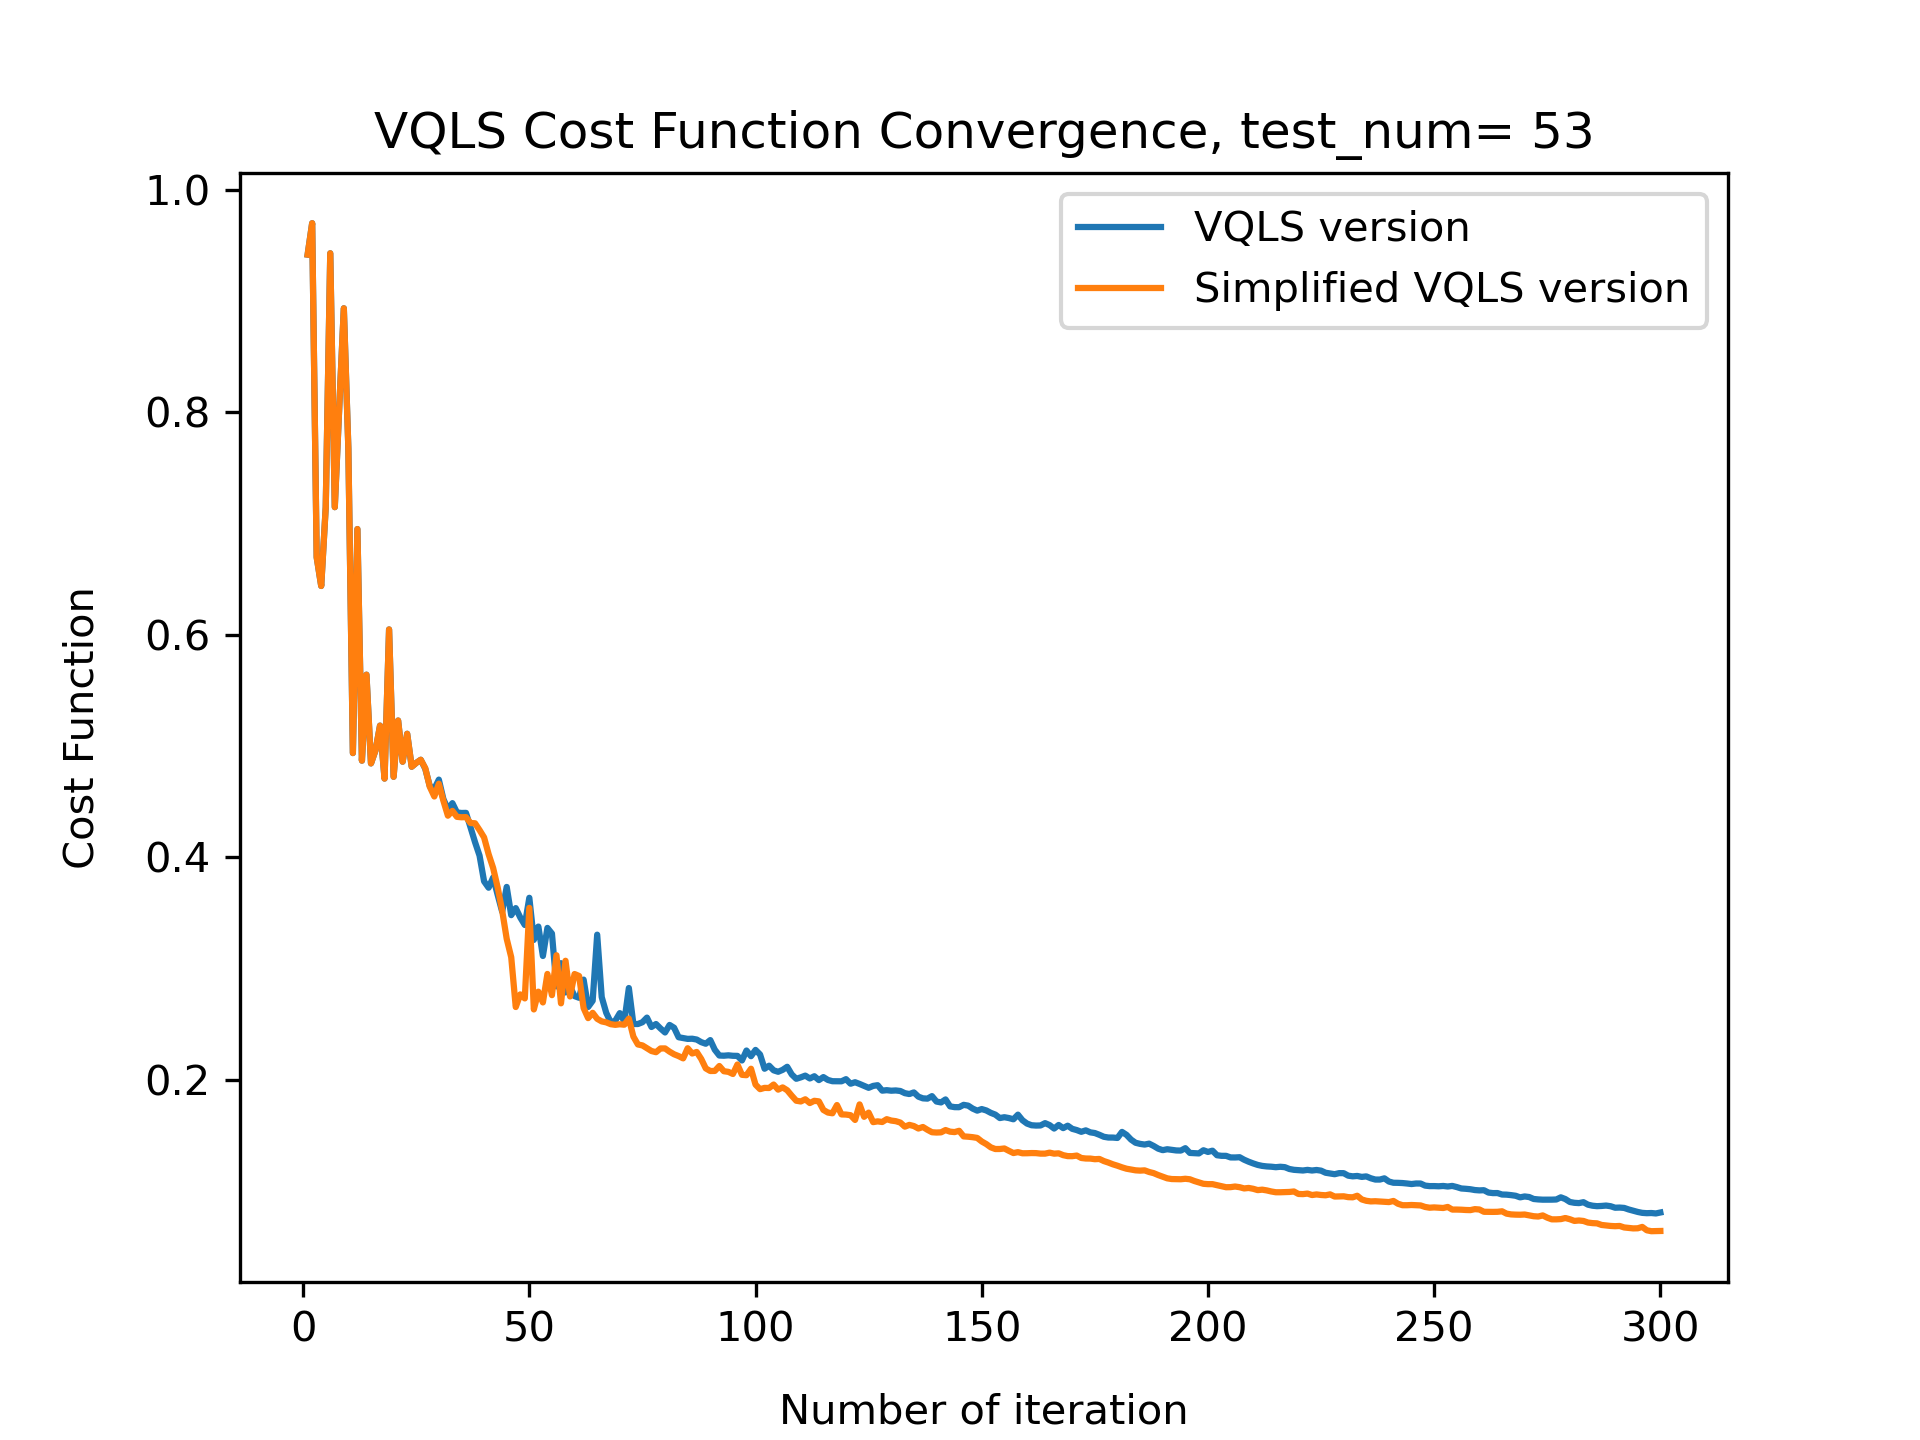 VQLS Cost Function Convergence, test_num= 53
VQLS version
Simplified VQLS version
Cost Function
1.0
0.8
0.6
0.4
0.2
0 50 100 150 200 250 300
Number of iteration